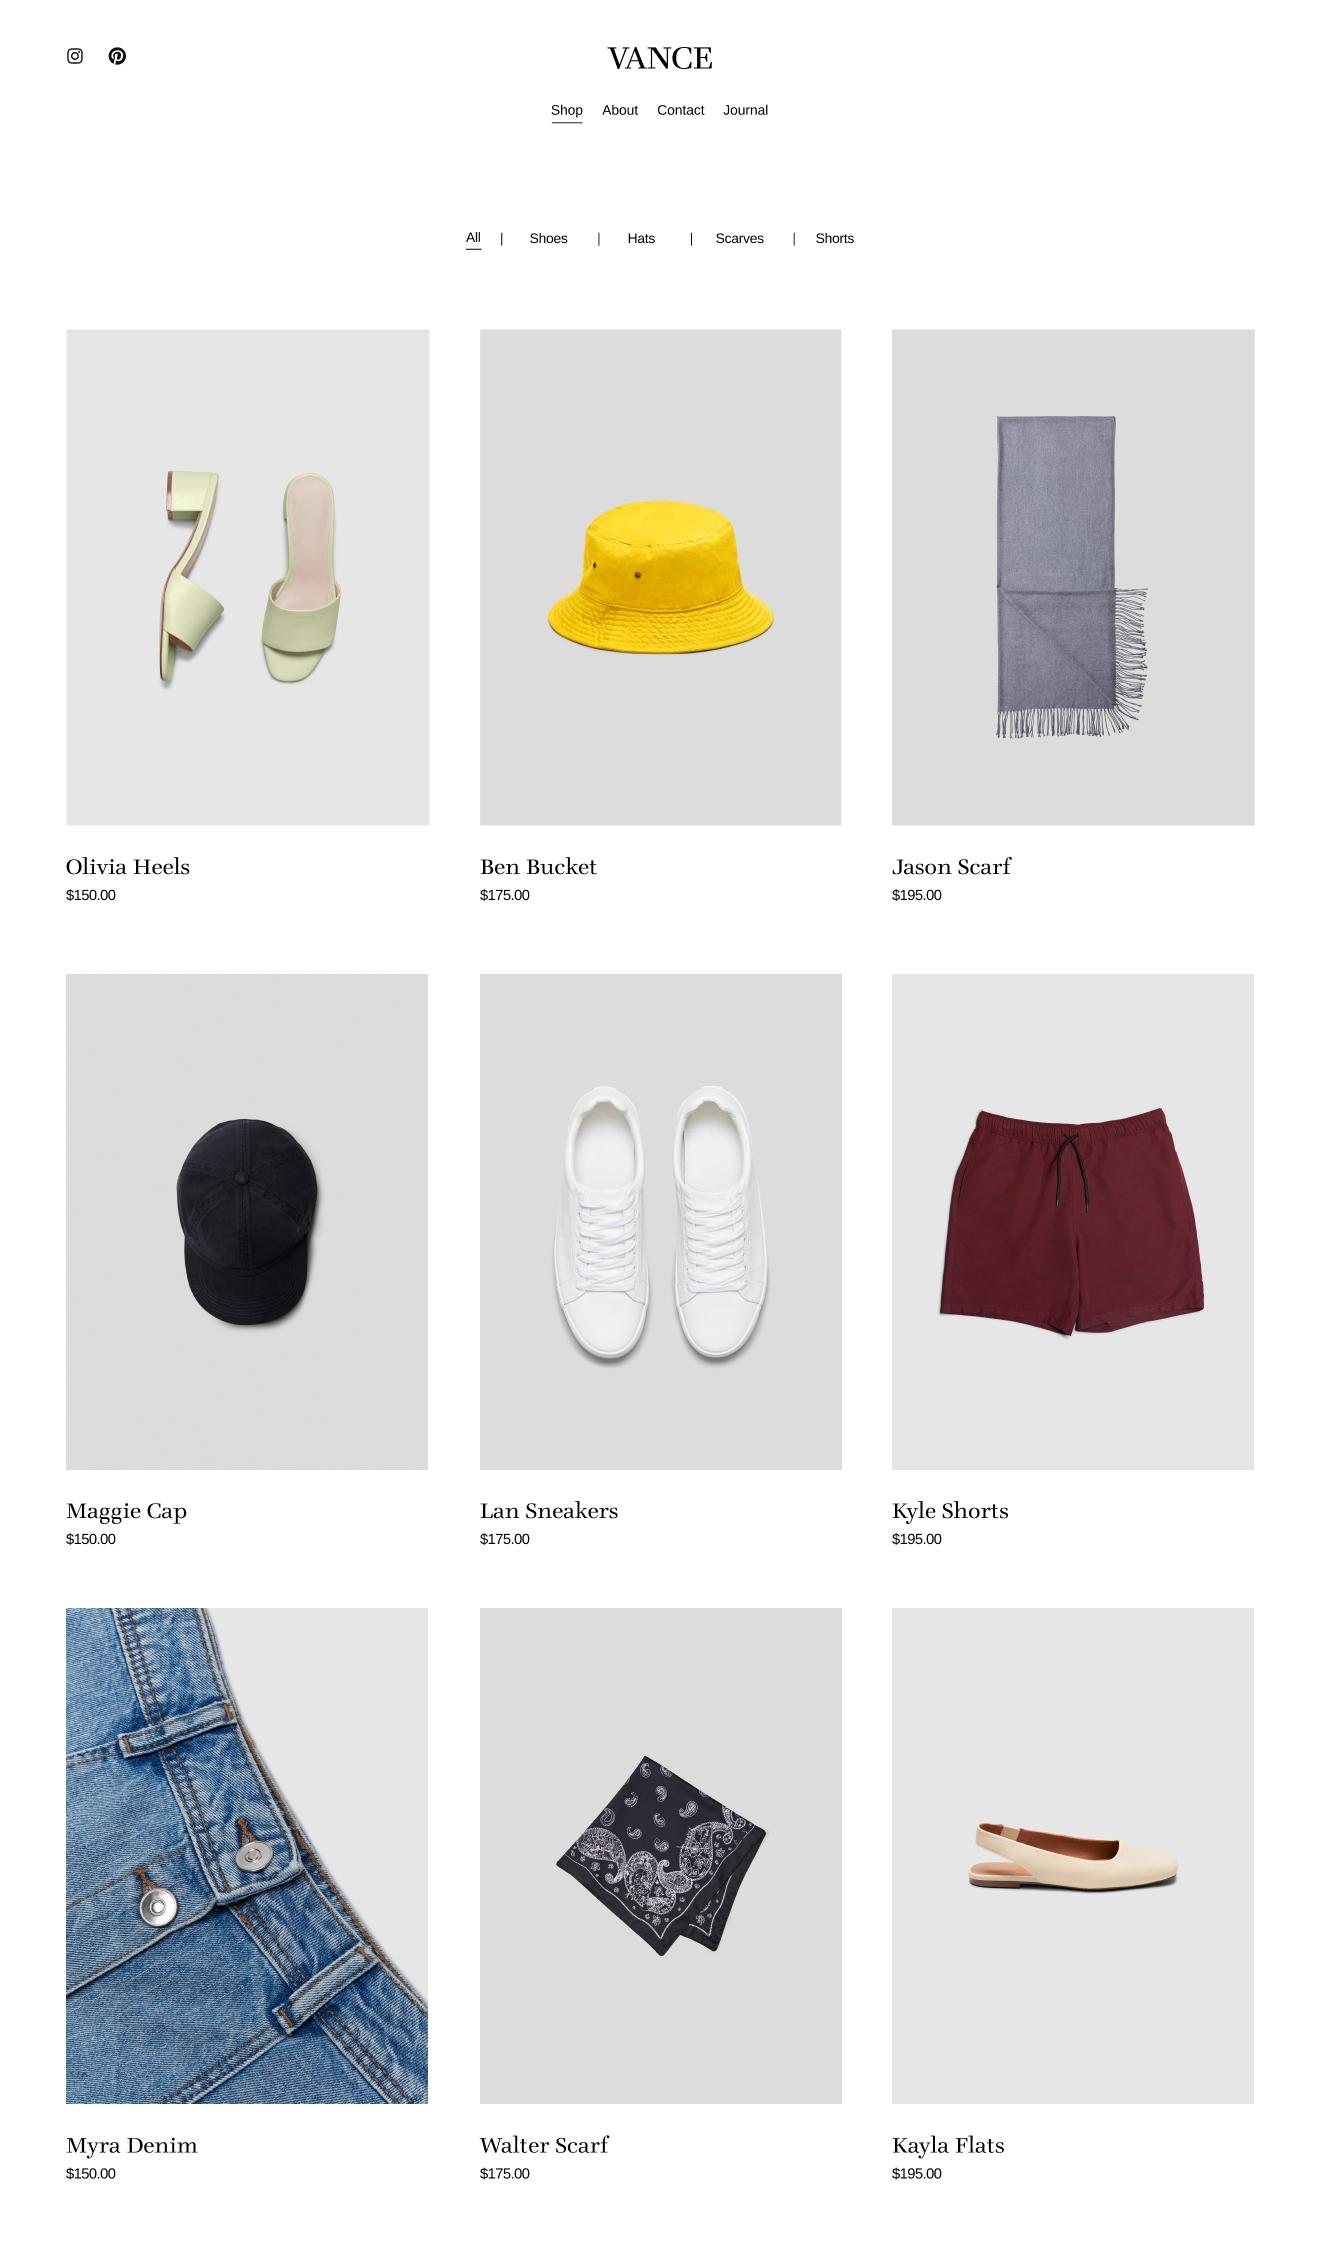 VANCE
Shop About Contact Journal
All | Shoes | Hats | Scarves | Shorts
Olivia Heels
$150.00
Ben Bucket
$175.00
Jason Scarf
$195.00
Maggie Cap
$150.00
Lan Sneakers
$175.00
Kyle Shorts
$195.00
Myra Denim
$150.00
Walter Scarf
$175.00
Kayla Flats
$195.00